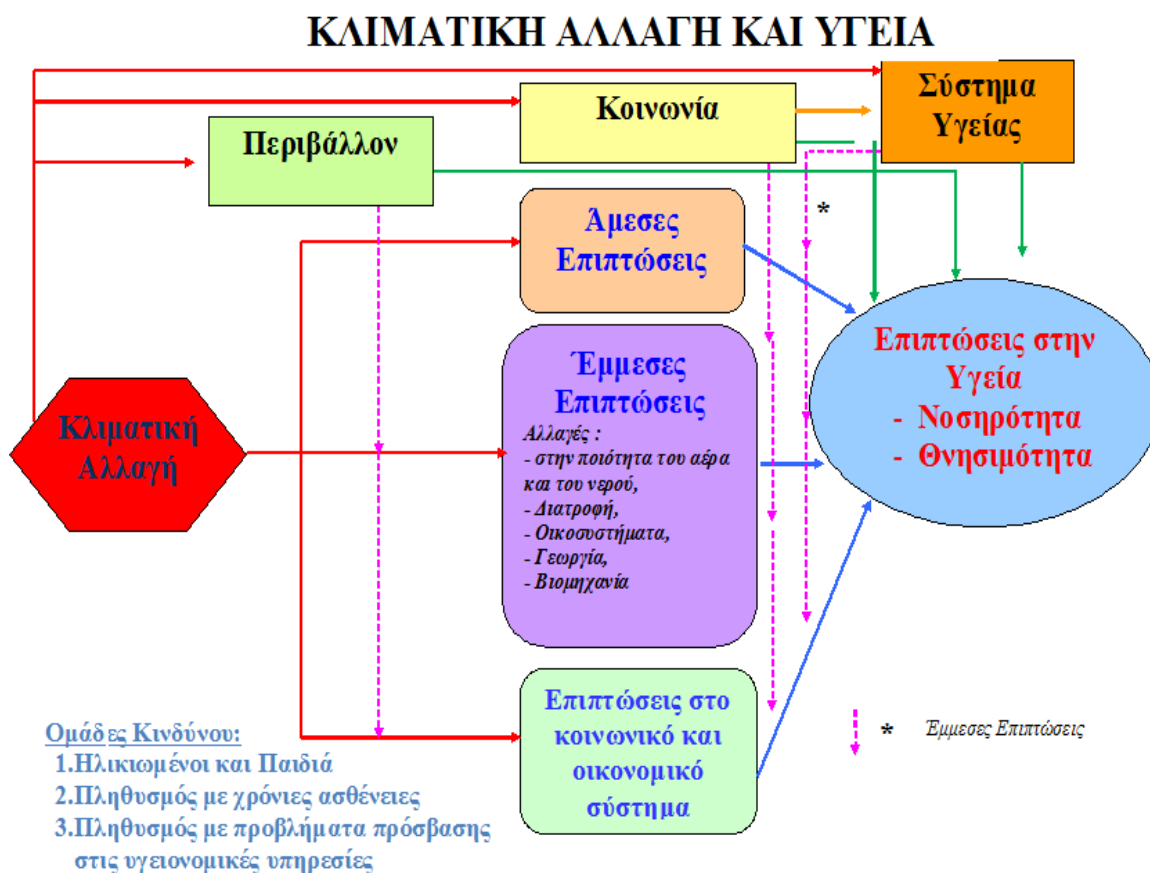 ΚΛΙΜΑΤΙΚΗ ΑΛΛΑΓΗ ΚΑΙ ΥΓΕΙΑ
Σύστημα
Υγείας
Κοινωνία
Περιβάλλον
*
Άμεσες
Επιπτώσεις
Έμμεσες
Επιπτώσεις
Αλλαγές :
- στην ποιότητα του αέρα
και του νερού,
- Διατροφή,
- Οικοσυστήματα,
- Γεωργία,
- Βιομηχανία
Επιπτώσεις στην
Υγεία
- Νοσηρότητα
- Θνησιμότητα
Κλιματική
Αλλαγή
Επιπτώσεις στο
κοινωνικό και
οικονομικό
σύστημα
* Έμμεσες Επιπτώσεις
Ομάδες Κινδύνου:
1.Ηλικιωμένοι και Παιδιά
2.Πληθυσμός με χρόνιες ασθένειες
3.Πληθυσμός με προβλήματα πρόσβασης
στις υγειονομικές υπηρεσίες